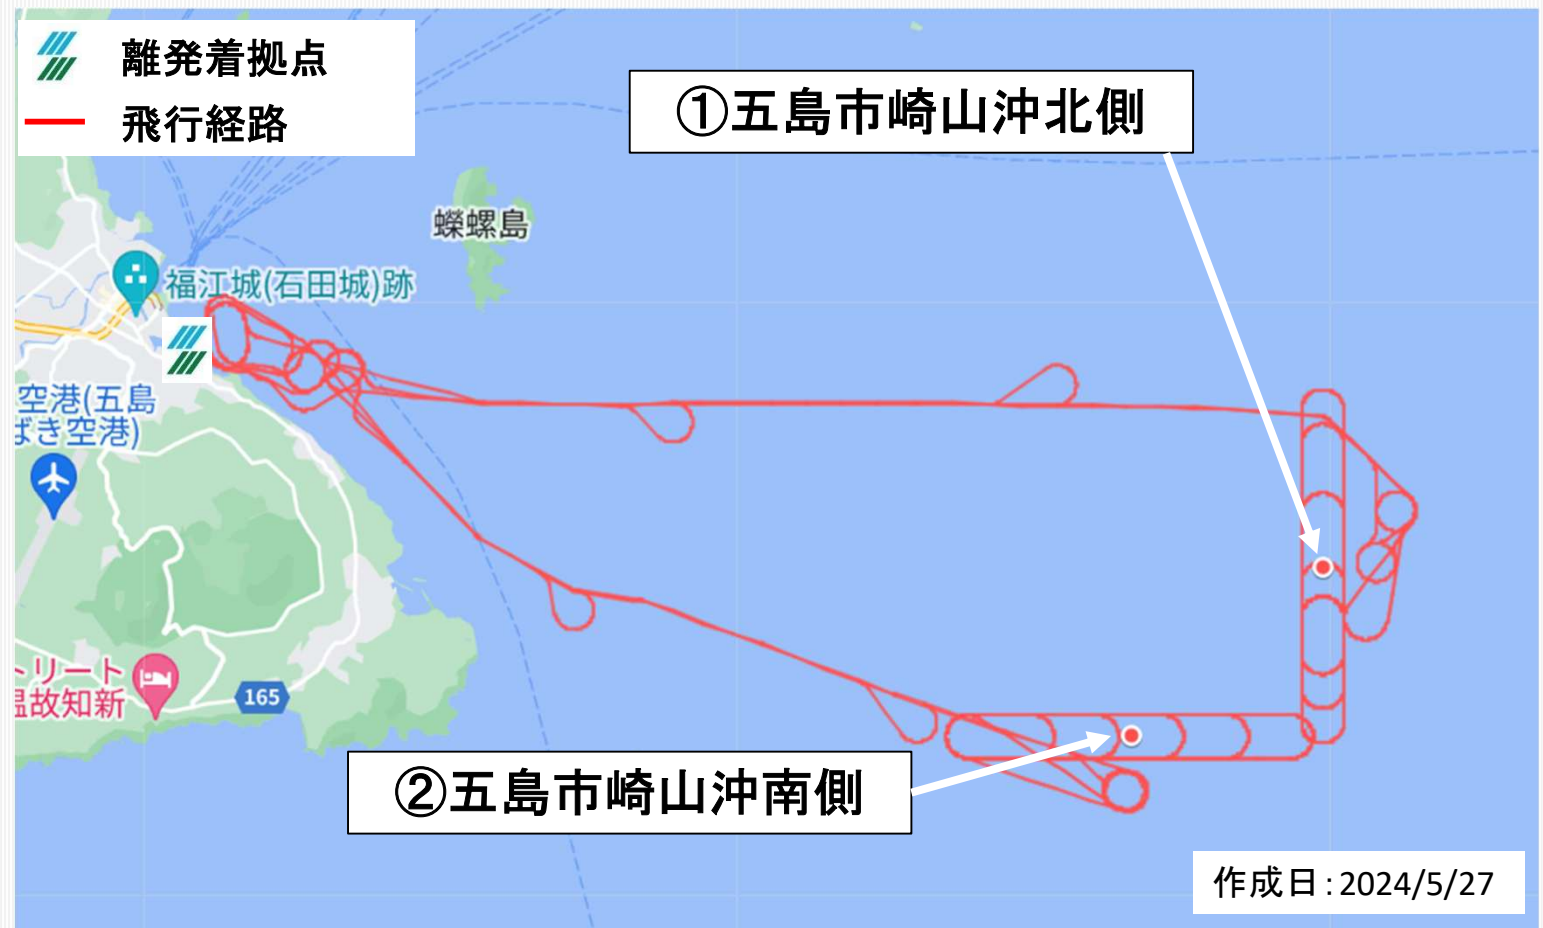 離発着拠点
飛行経路
①五島市崎山沖北側
蠑螺島
福江城(石田城)跡
空港(五島
ばき空港)
トリート
温故知新
165
②五島市崎山沖南側
作成日:2024/5/27